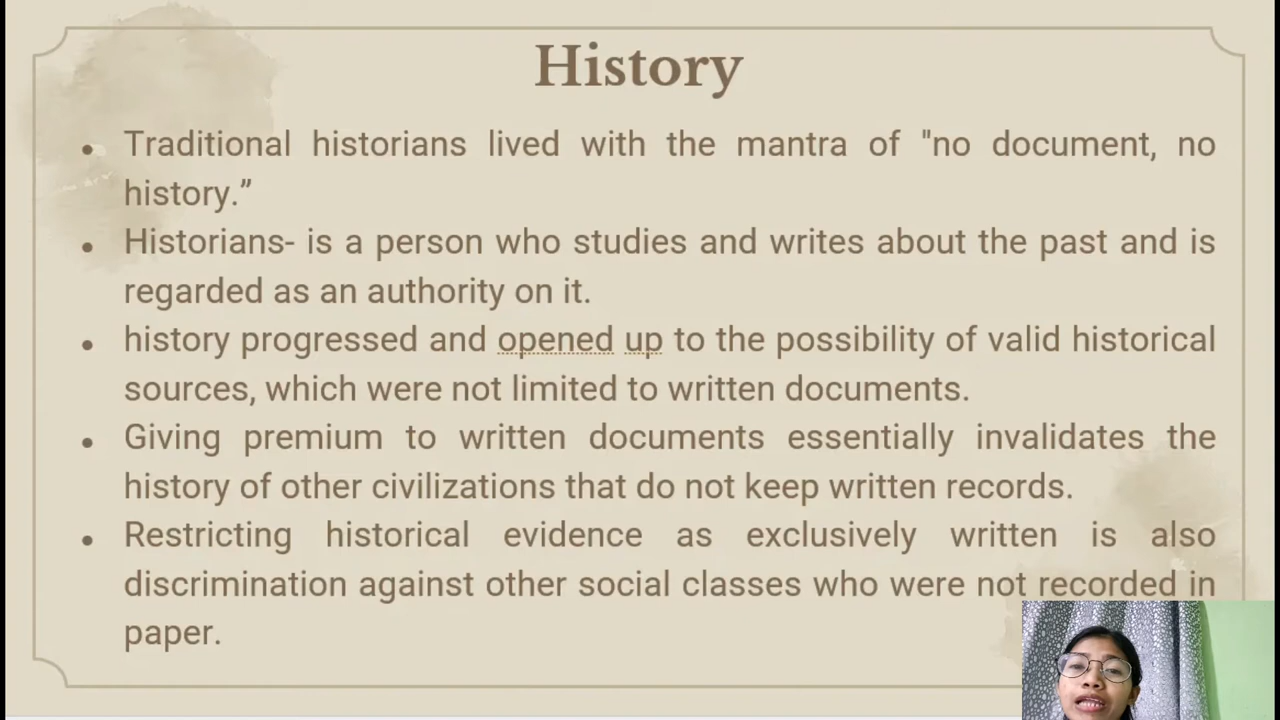 History
• Traditional historians lived with the mantra of "no document, no
history.”
• Historians- is a person who studies and writes about the past and is
regarded as an authority on it.
• history progressed and opened up to the possibility of valid historical
sources, which were not limited to written documents.
• Giving premium to written documents essentially invalidates the
history of other civilizations that do not keep written records.
• Restricting historical evidence as exclusively written is also
discrimination against other social classes who were not recorded in
paper.